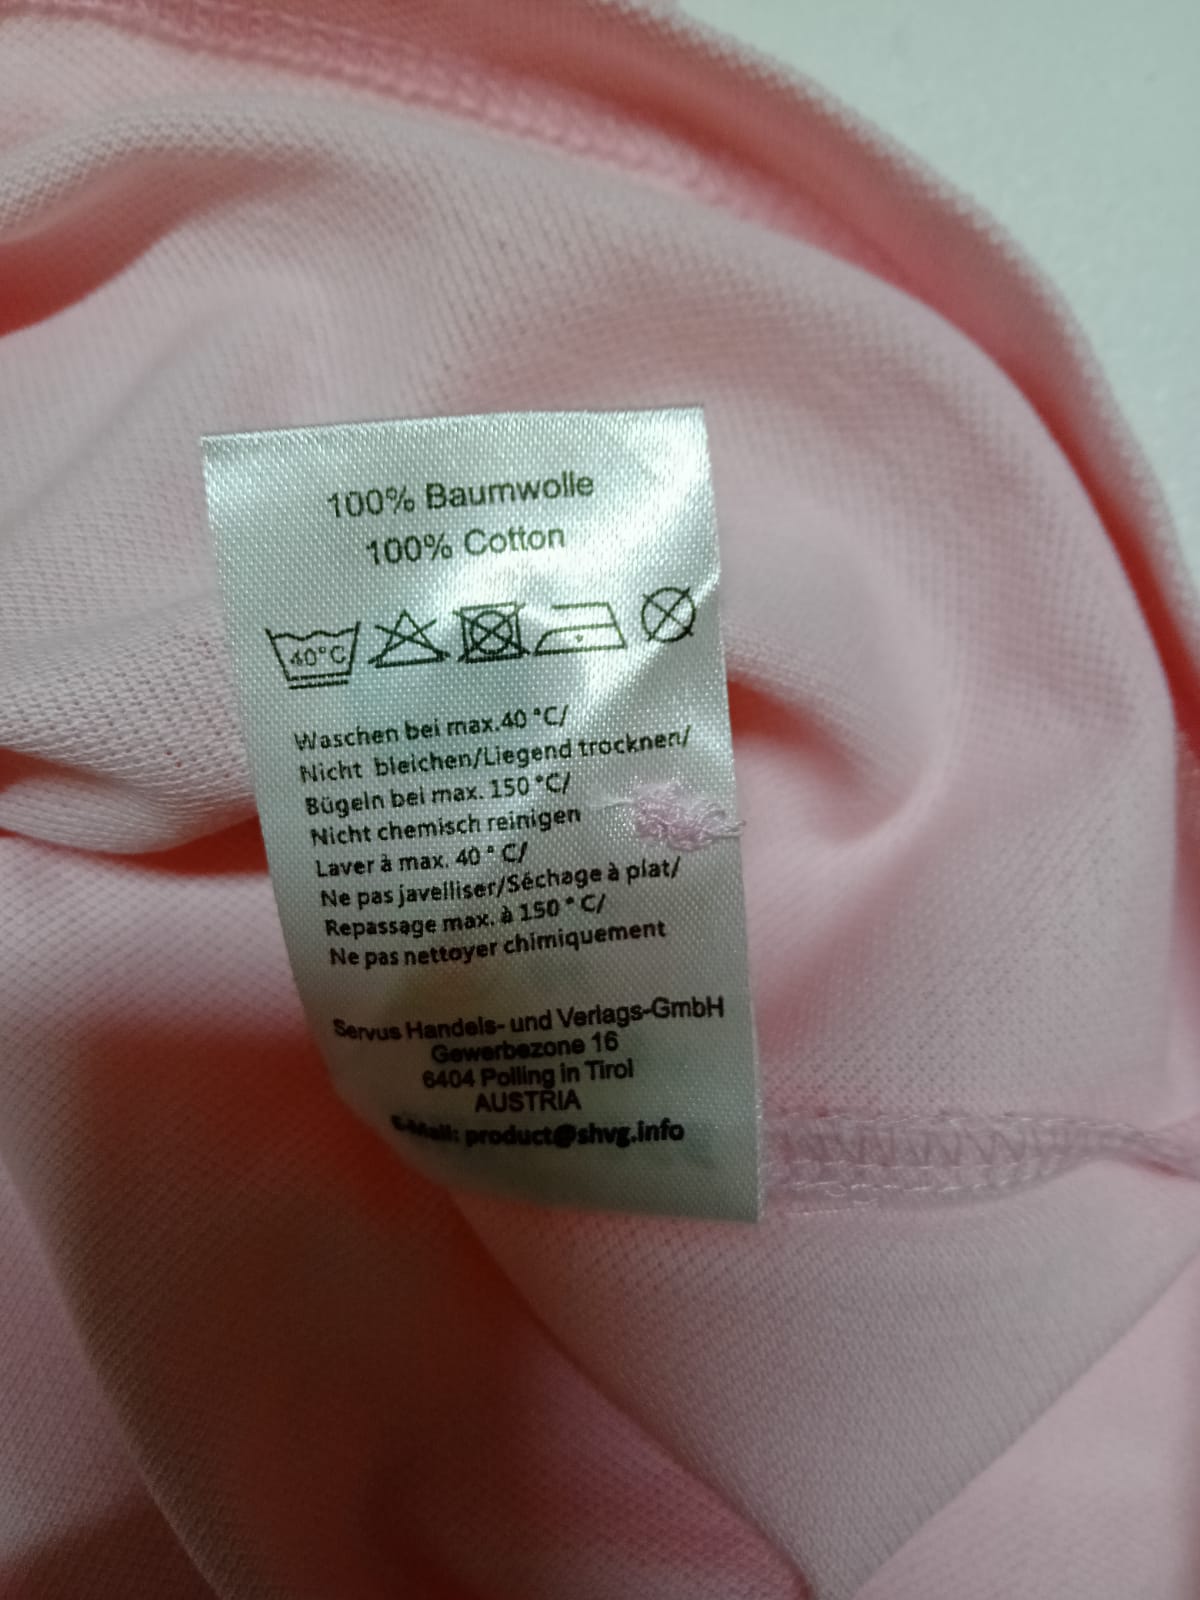 100% Baumwolle
100% Cotton
40°C
Waschen bei max.40 °C/
Nicht bleichen/Liegend trocknen/
Bügeln bei max. 150 °C/
Nicht chemisch reinigen
Laver à max. 40 ° C/
Ne pas javelliser/Séchage à plat/
Repassage max. à 150 ° C/
Ne pas nettoyer chimiquement
Servus Handels- und Verlags-GmbH
Gewerbezone 16
6404 Polling in Tirol
AUSTRIA
E-Mail: product@shvg.info